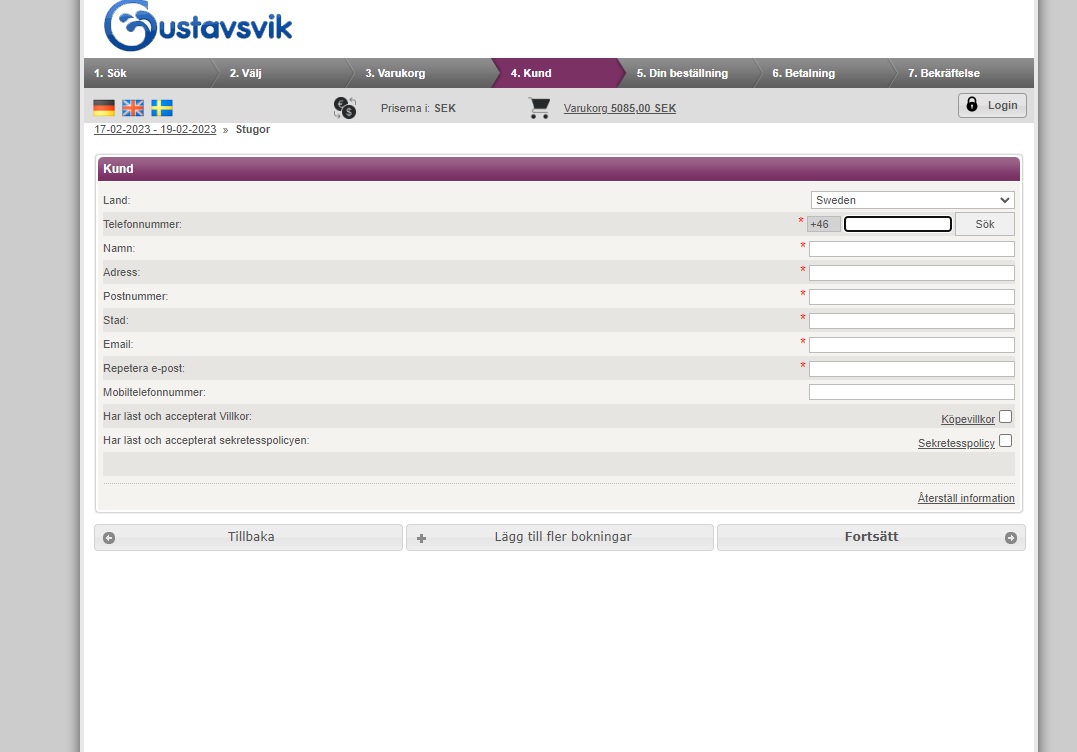 Gustavsvik
1. Sök 2. Välj 3. Varukorg 4. Kund 5. Din beställning 6. Betalning 7. Bekräftelse
Priserna i: SEK Varukorg 5085,00 SEK Login
17-02-2023 - 19-02-2023 » Stugor
Kund
Land: Sweden
Telefonnummer: * +46 Sök
Namn: *
Adress: *
Postnummer: *
Stad: *
Email: *
Repetera e-post: *
Mobiltelefonnummer:
Har läst och accepterat Villkor: Köpevillkor
Har läst och accepterat sekretesspolicyen: Sekretesspolicy
Återställ information
Tillbaka Lägg till fler bokningar Fortsätt